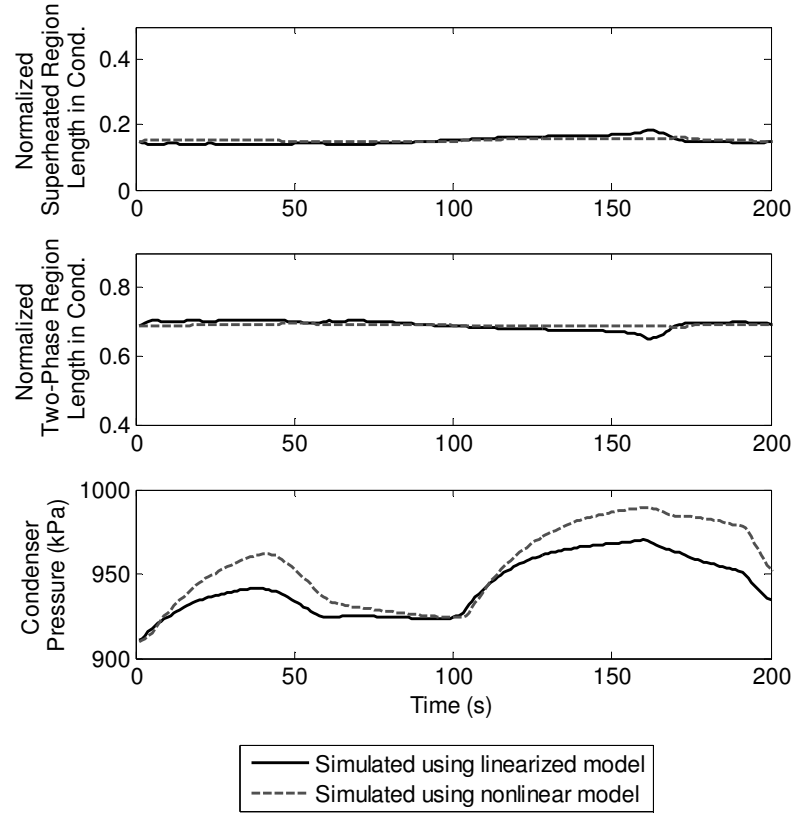 Normalized
Superheated Region
Length in Cond.
0.4
0.2
0
0
50
100
150
200
Normalized
Two-Phase Region
Length in Cond.
0.8
0.6
0.4
0
50
100
150
200
Condenser
Pressure (kPa)
1000
950
900
0
50
100
150
200
Time (s)
Simulated using linearized model
Simulated using nonlinear model